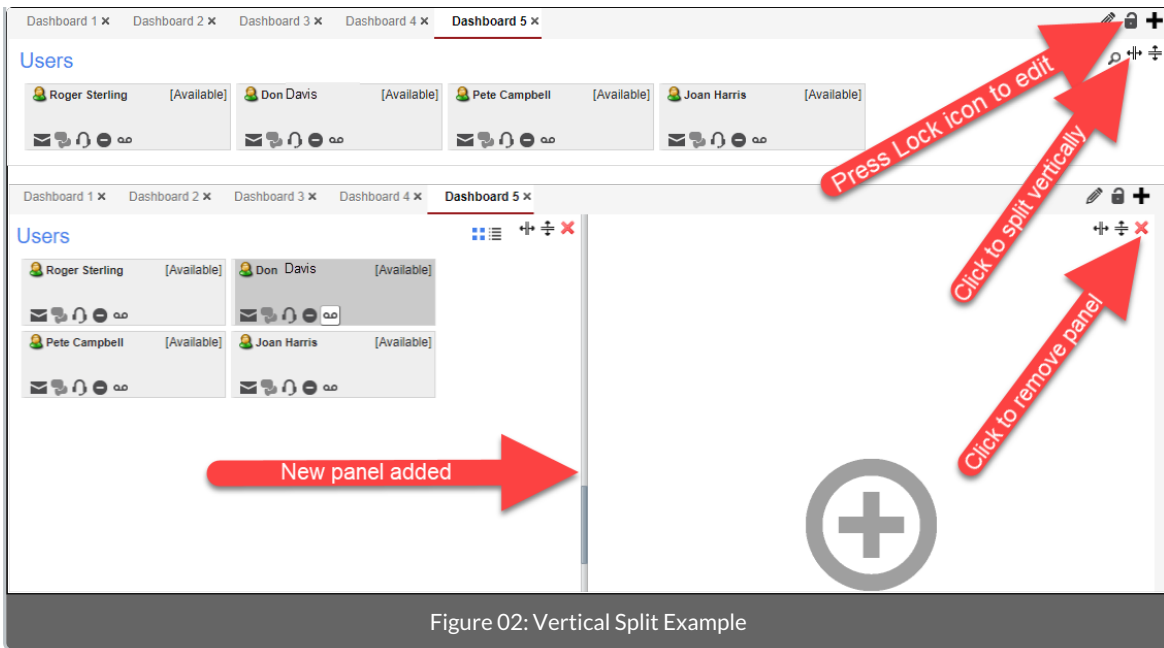 Dashboard 1 x Dashboard 2 x Dashboard 3 x Dashboard 4 x Dashboard 5 x
Users
Roger Sterling [Available] Don Davis [Available] Pete Campbell [Available] Joan Harris [Available]
Press Lock icon to edit
Click to split vertically
Dashboard 1 x Dashboard 2 x Dashboard 3 x Dashboard 4 x Dashboard 5 x
Users
Roger Sterling [Available] Don Davis [Available]
Pete Campbell [Available] Joan Harris [Available]
Click to remove panel
New panel added
Figure 02: Vertical Split Example